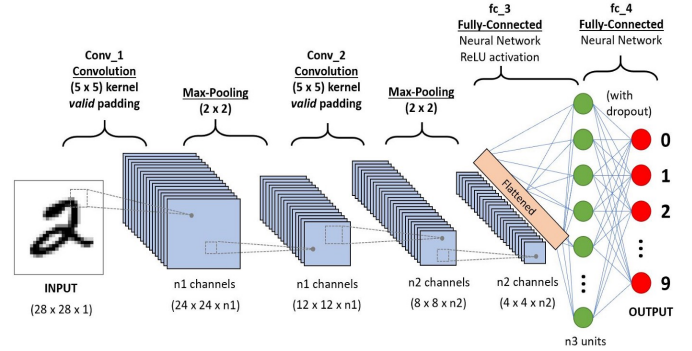 Conv_1
Convolution
(5 x 5) kernel
valid padding
Max-Pooling
(2 x 2)
Conv_2
Convolution
(5 x 5) kernel
valid padding
Max-Pooling
(2 x 2)
fc_3
Fully-Connected
Neural Network
ReLU activation
fc_4
Fully-Connected
Neural Network
(with
dropout)
2
INPUT
(28 x 28 x 1)
n1 channels
(24 x 24 x n1)
n1 channels
(12 x 12 x n1)
n2 channels
(8 x 8 x n2)
n2 channels
(4 x 4 x n2)
Flattened
n3 units
0
1
2
9
OUTPUT